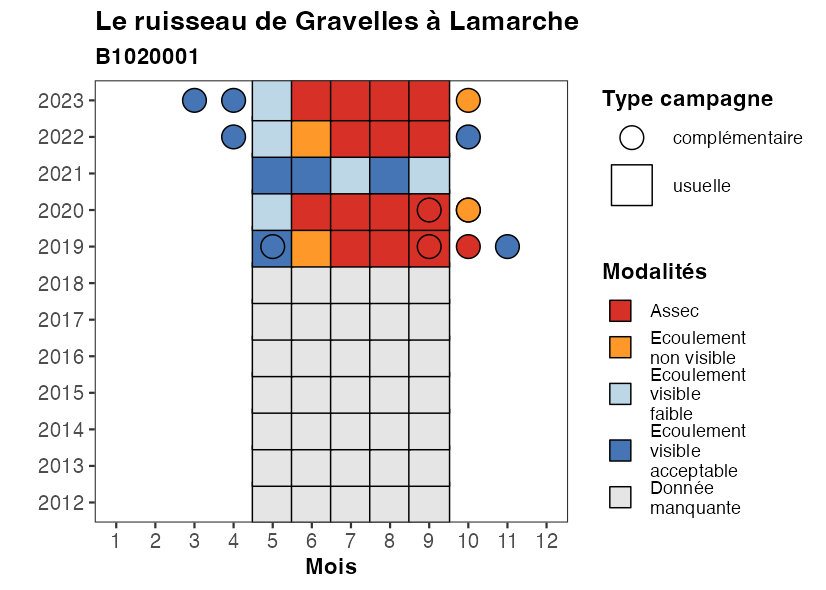 Le ruisseau de Gravelles à Lamarche
B1020001
2023
2022
2021
2020
2019
2018
2017
2016
2015
2014
2013
2012
1 2 3 4 5 6 7 8 9 10 11 12
Mois
Type campagne
complémentaire
usuelle
Modalités
Assec
Ecoulement
non visible
Ecoulement
visible
faible
Ecoulement
visible
acceptable
Donnée
manquante